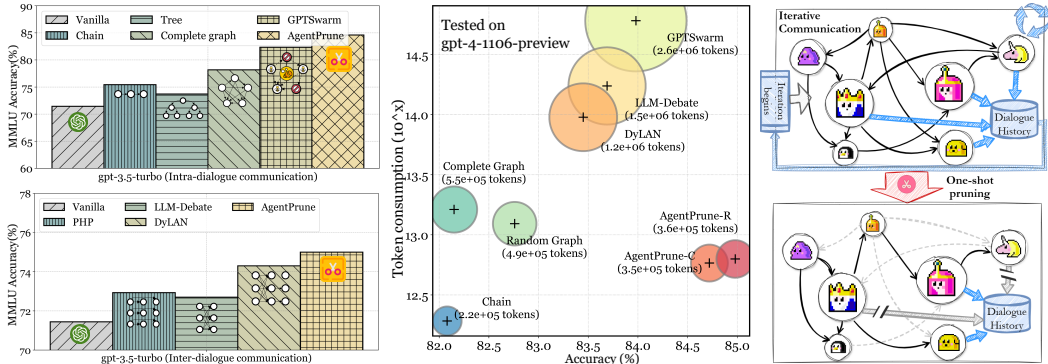 Vanilla Tree GPTSwarm
Chain Complete graph AgentPrune
MMLU Accuracy(%)
90
85
80
75
70
65
60
gpt-3.5-turbo (Intra-dialogue communication)
Vanilla LLM-Debate AgentPrune
PHP DyLAN
MMLU Accuracy(%)
78
76
74
72
70
gpt-3.5-turbo (Inter-dialogue communication)
Tested on
gpt-4-1106-preview
Token consumption (10^x)
14.5
14.0
13.5
13.0
12.5
GPTSwarm
(2.6e+06 tokens)
LLM-Debate
(1.5e+06 tokens)
DyLAN
(1.2e+06 tokens)
Complete Graph
(5.5e+05 tokens)
Random Graph
(4.9e+05 tokens)
AgentPrune-R
(3.6e+05 tokens)
AgentPrune-C
(3.5e+05 tokens)
Chain
(2.2e+05 tokens)
82.0 82.5 83.0 83.5 84.0 84.5 85.0
Accuracy (%)
Iterative
Communication
Iteration
begins
Dialogue
History
One-shot
pruning
Dialogue
History